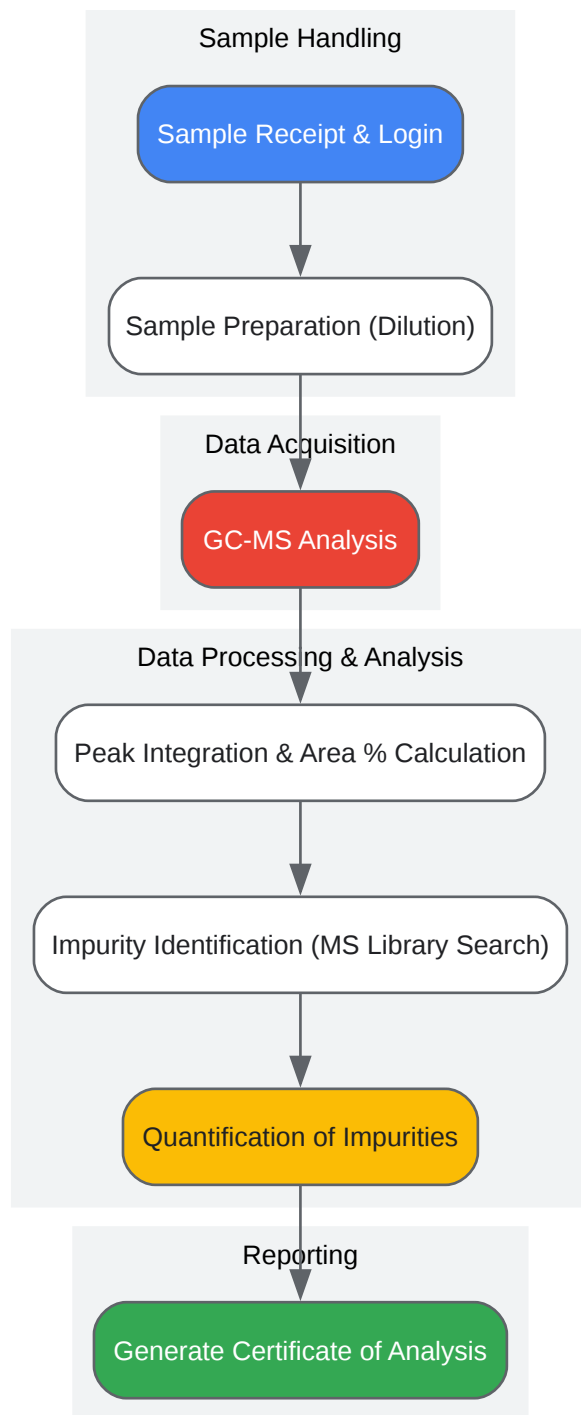 Sample Handling
Sample Receipt & Login
Sample Preparation (Dilution)
Data Acquisition
GC-MS Analysis
Data Processing & Analysis
Peak Integration & Area % Calculation
Impurity Identification (MS Library Search)
Quantification of Impurities
Reporting
Generate Certificate of Analysis